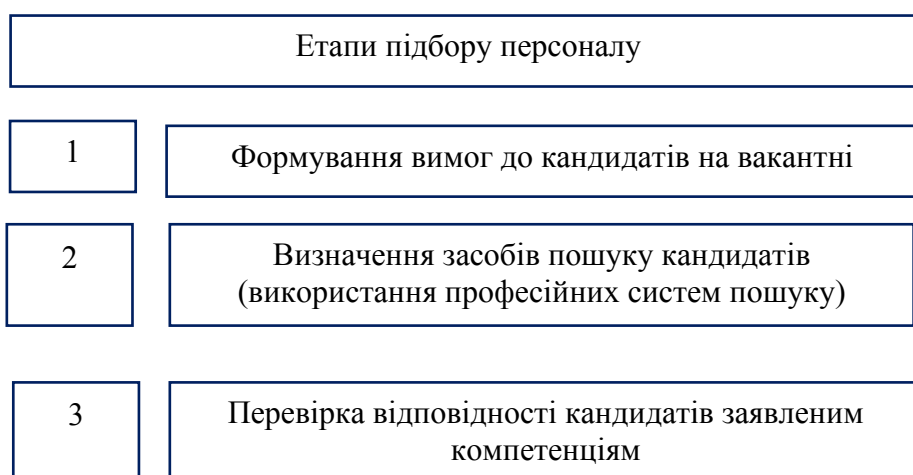 Етапи підбору персоналу
1
Формування вимог до кандидатів на вакантні
2
Визначення засобів пошуку кандидатів
(використання професійних систем пошуку)
3
Перевірка відповідності кандидатів заявленим
компетенціям